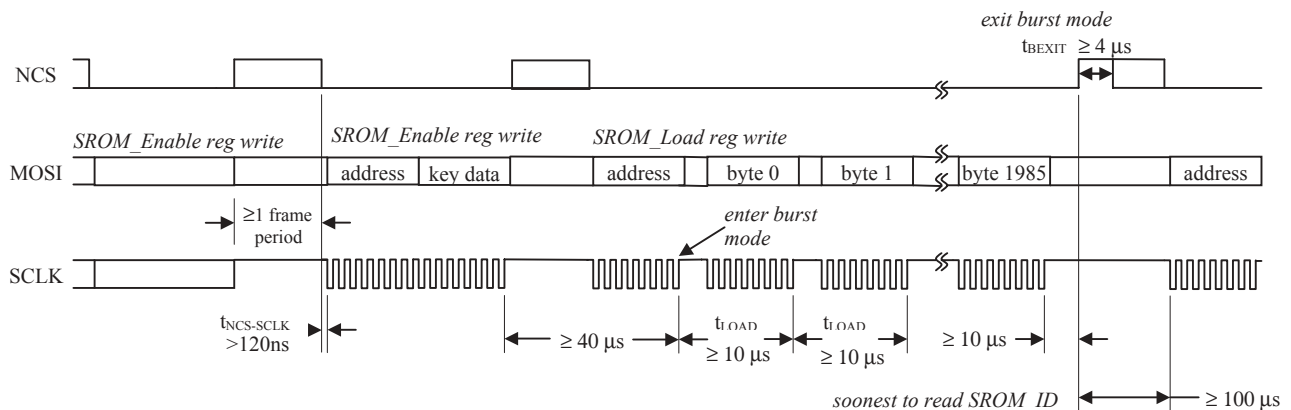 exit burst mode
tBEXIT ≥ 4 μs
NCS
SROM_Enable reg write
SROM_Enable reg write
SROM_Load reg write
MOSI
address
key data
address
byte 0
byte 1
byte 1985
address
≥1 frame
period
enter burst
mode
SCLK
tNCS-SCLK
>120ns
≥ 40 μs
tLOAD
≥ 10 μs
tLOAD
≥ 10 μs
≥ 10 μs
soonest to read SROM_ID
≥ 100 μs